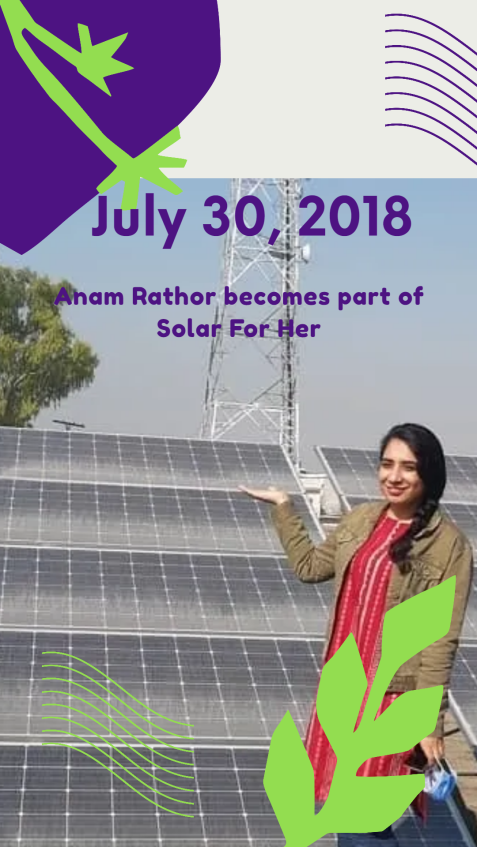 July 30, 2018
Anam Rathor becomes part of
Solar For Her